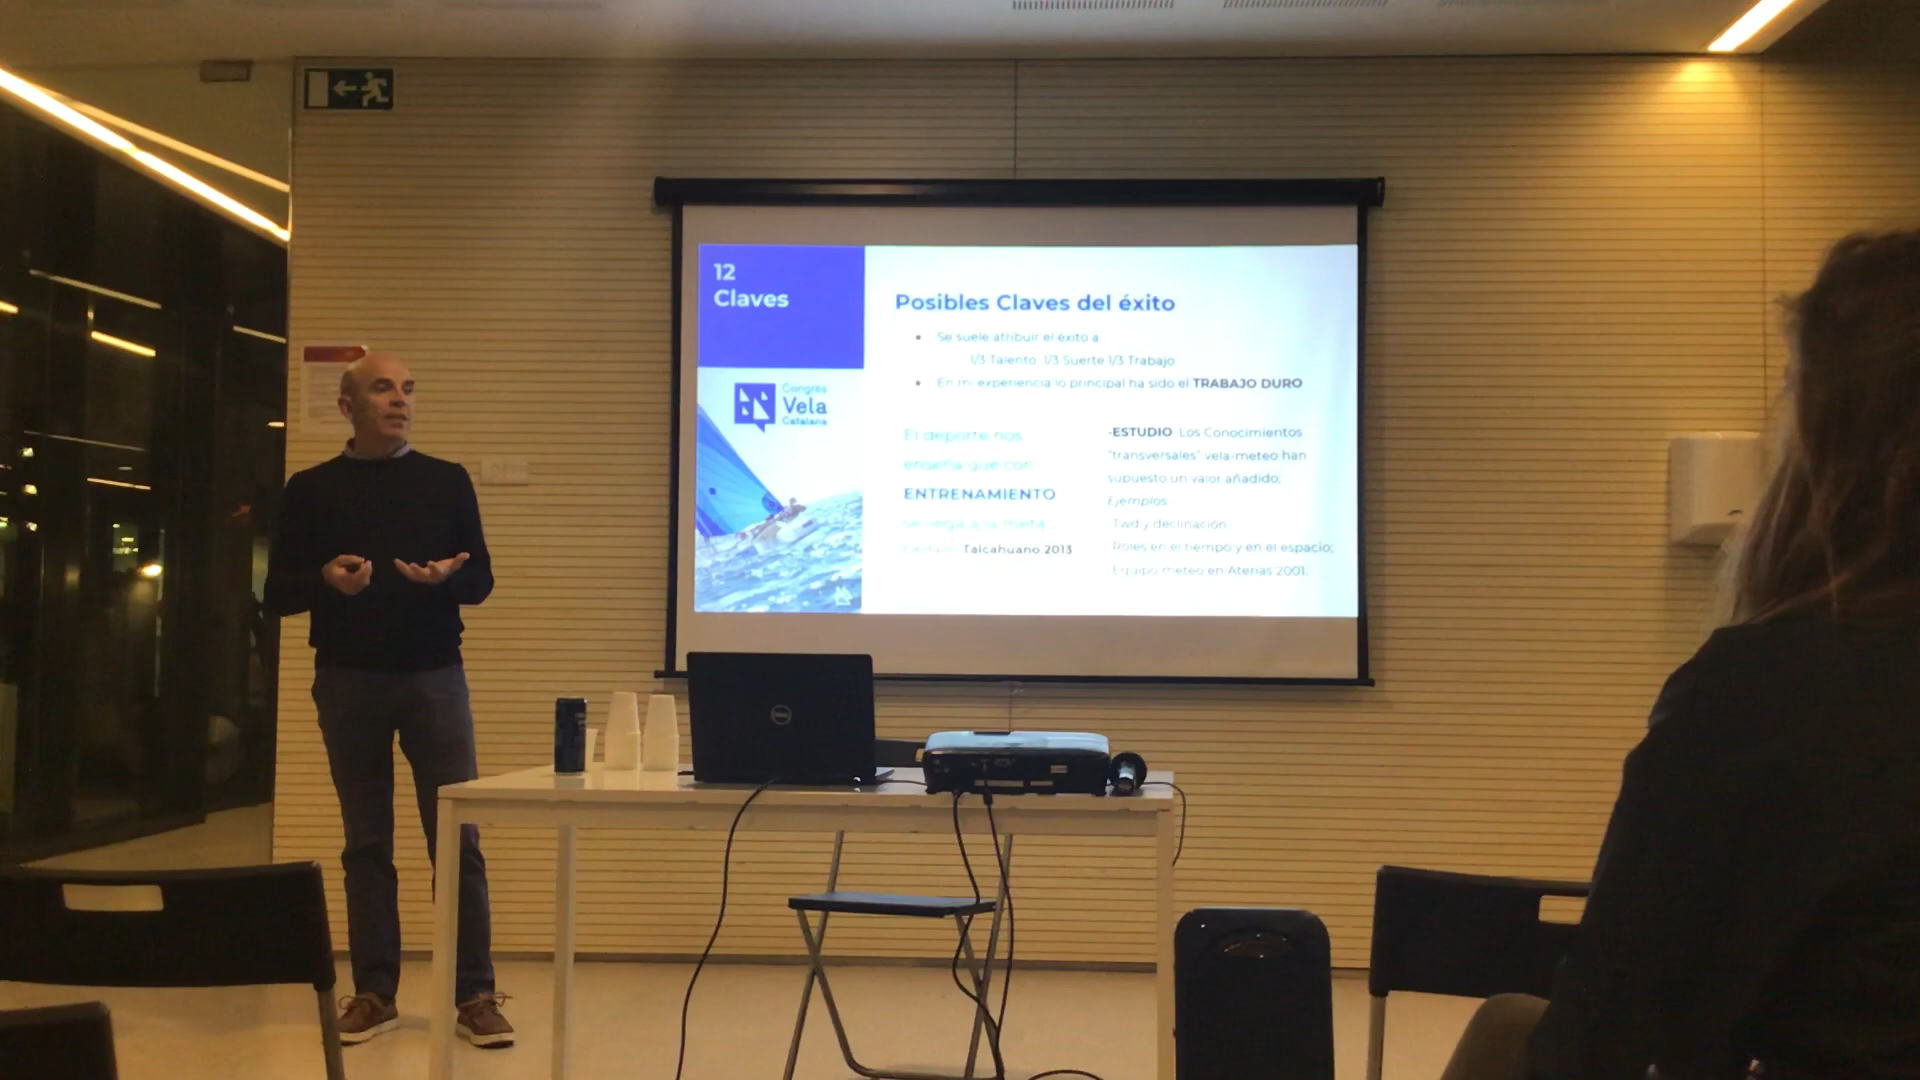 12
Claves
Congrés
Vela
Catalana
Posibles Claves del éxito
Se suele atribuir el éxito a
1/3 Talento 1/3 Suerte 1/3 Trabajo
En mi experiencia lo principal ha sido el TRABAJO DURO
El deporte nos
enseña que con
ENTRENAMIENTO
se llega a la meta
Talcahuano 2013
-ESTUDIO Los Conocimientos
"transversales" vela-meteo han
supuesto un valor añadido;
Ejemplos
Twd y declinación
Roles en el tiempo y en el espacio;
Equipo meteo en Atenas 2001.
DELL